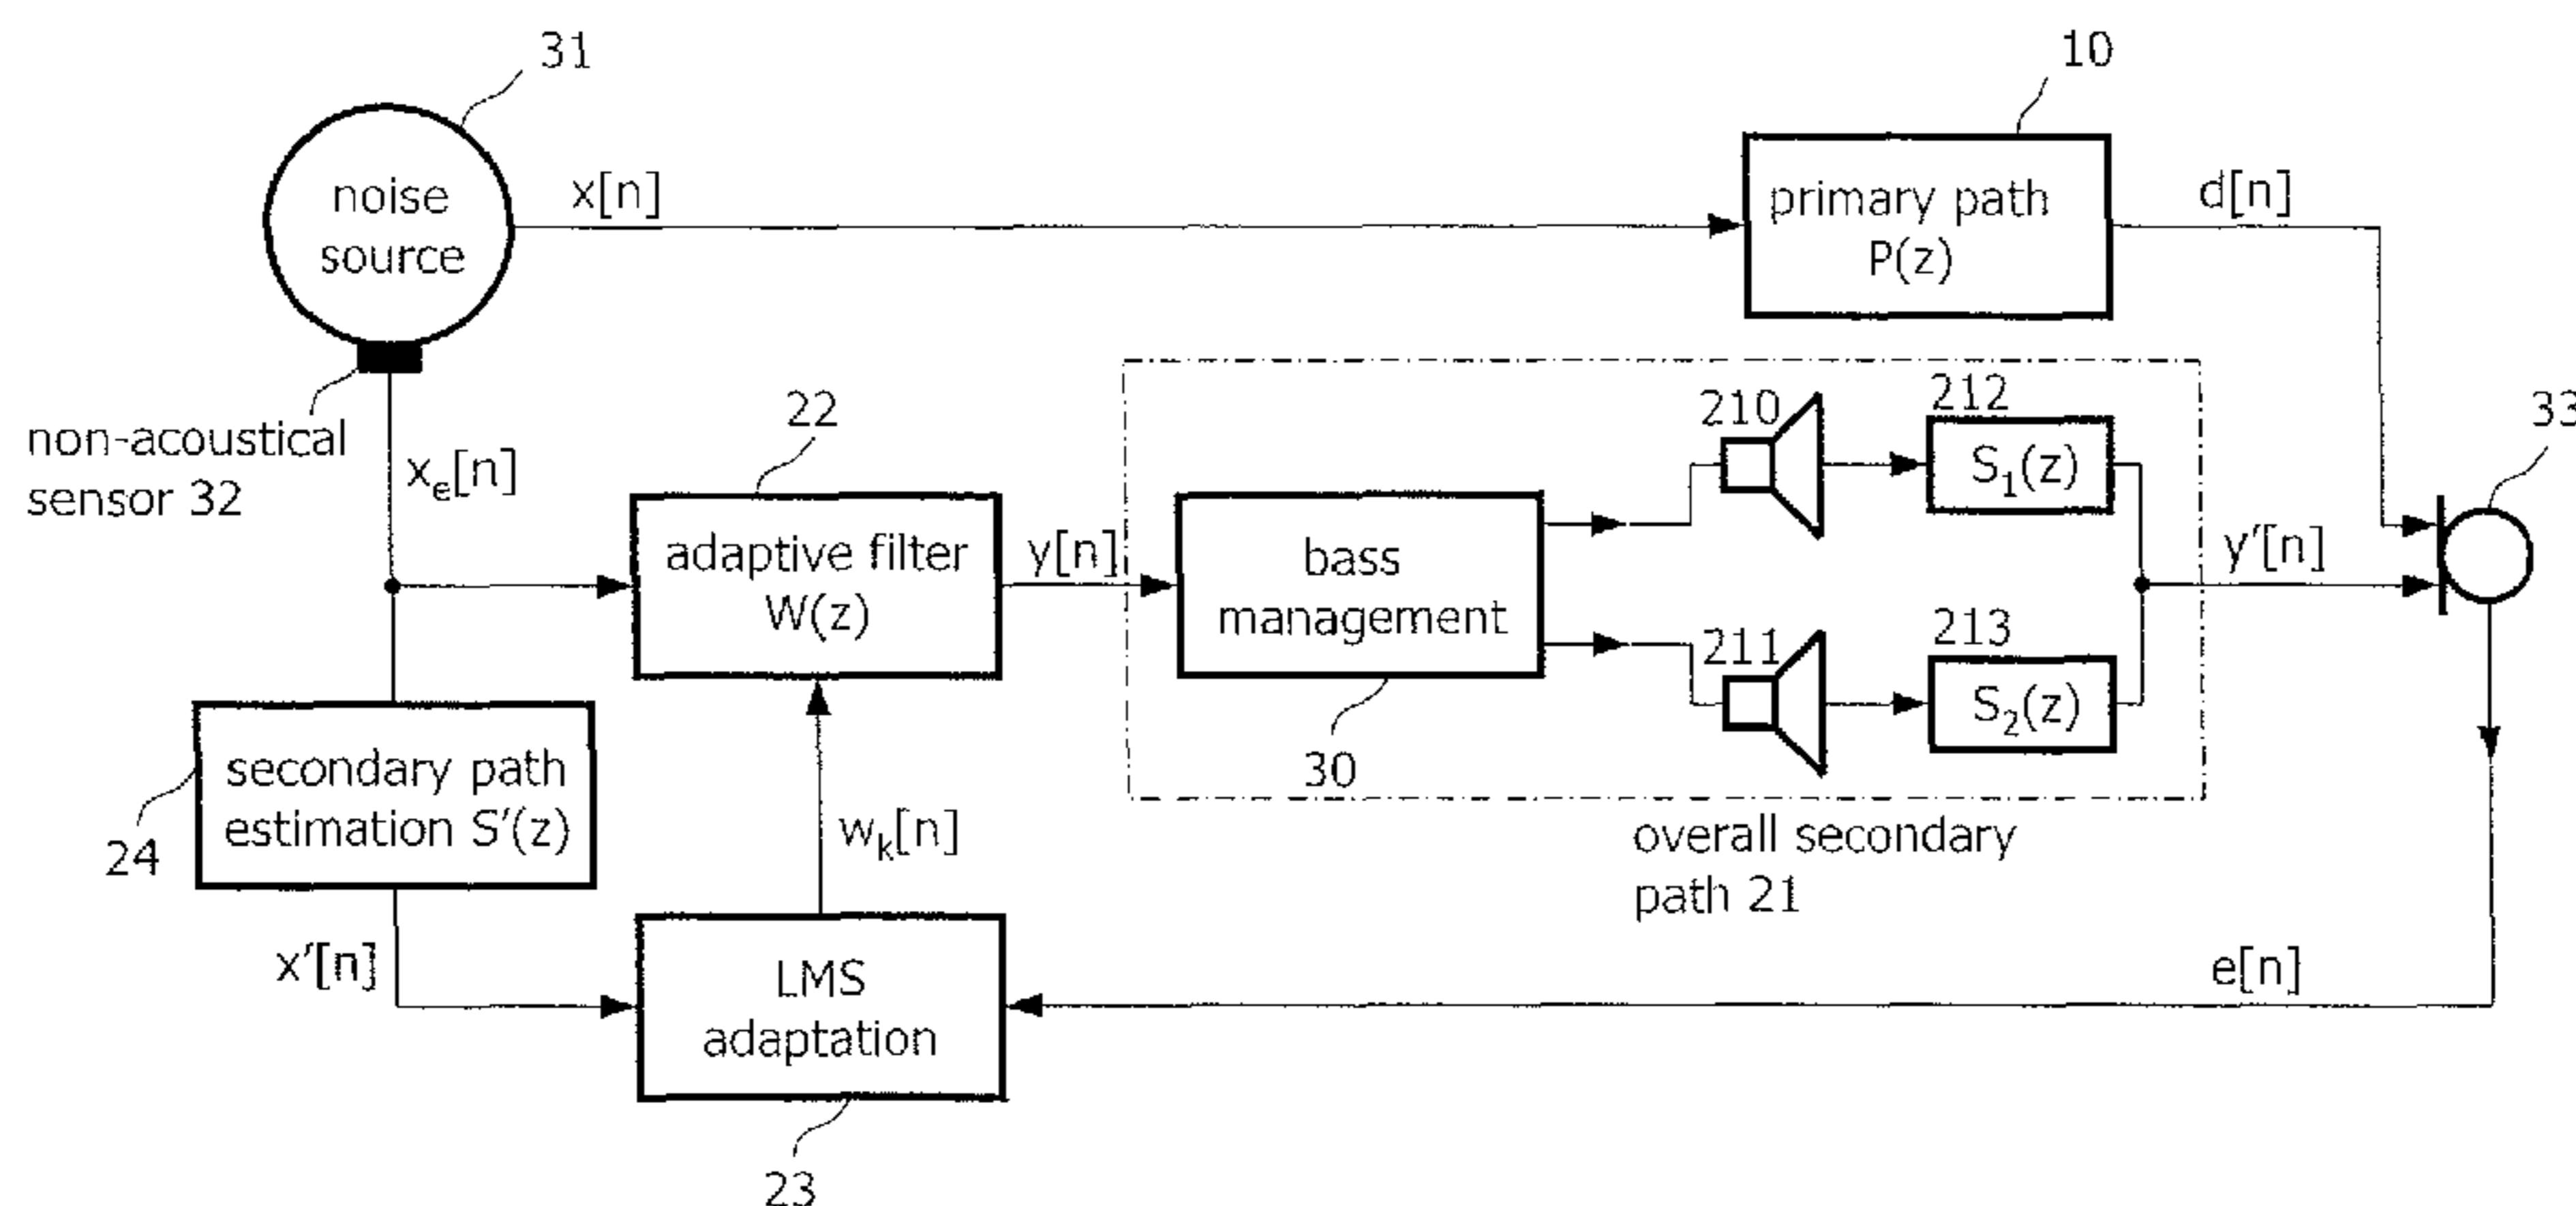 31
10
noise
source
x[n]
primary path
P(z)
d[n]
non-acoustical
sensor 32
xₑ[n]
22
adaptive filter
W(z)
y[n]
bass
management
30
210
212
S₁(z)
211
213
S₂(z)
y'[n]
33
overall secondary
path 21
secondary path
estimation S'(z)
24
wₖ[n]
x'[n]
LMS
adaptation
23
e[n]